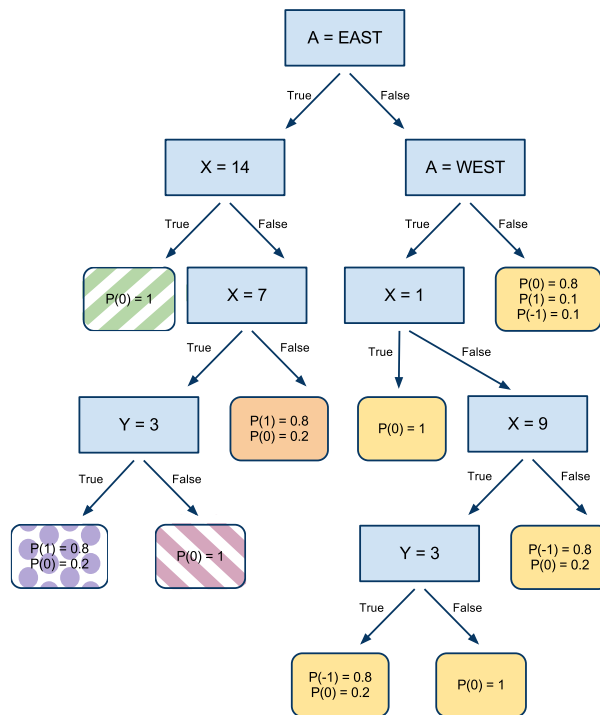 A = EAST
True
False
X = 14
A = WEST
True
False
True
False
P(0) = 1
X = 7
X = 1
P(0) = 0.8
P(1) = 0.1
P(-1) = 0.1
True
False
True
False
Y = 3
P(1) = 0.8
P(0) = 0.2
P(0) = 1
X = 9
True
False
True
False
P(1) = 0.8
P(0) = 0.2
P(0) = 1
Y = 3
P(-1) = 0.8
P(0) = 0.2
True
False
P(-1) = 0.8
P(0) = 0.2
P(0) = 1